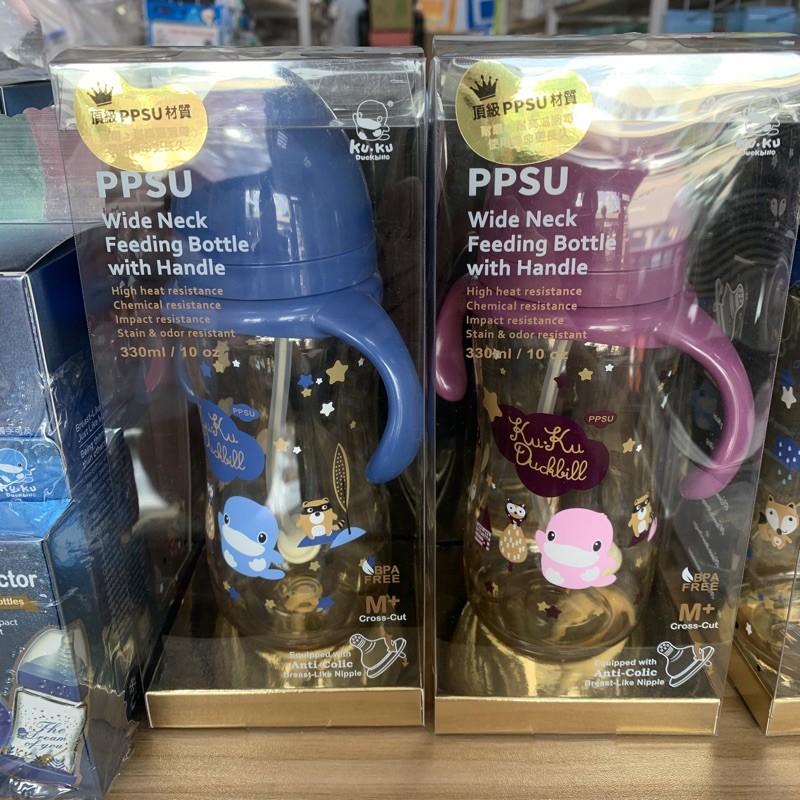 頂級PPSU材質
Ku.Ku
Duckbill
PPSU
Wide Neck
Feeding Bottle
with Handle
High heat resistance
Chemical resistance
Impact resistance
Stain & odor resistant
330ml / 10 oz
PPSU
Ku.Ku
Duckbill
BPA
FREE
M+
Cross-Cut
Equipped with
Anti-Colic
Breast-Like Nipple
頂級PPSU材質
Ku.Ku
Duckbill
PPSU
Wide Neck
Feeding Bottle
with Handle
High heat resistance
Chemical resistance
Impact resistance
Stain & odor resistant
330ml / 10 oz
PPSU
Ku.Ku
Duckbill
BPA
FREE
M+
Cross-Cut
Equipped with
Anti-Colic
Breast-Like Nipple
Ku.Ku
Duckbill
ctor
ottles
pact
The
Dream
of you